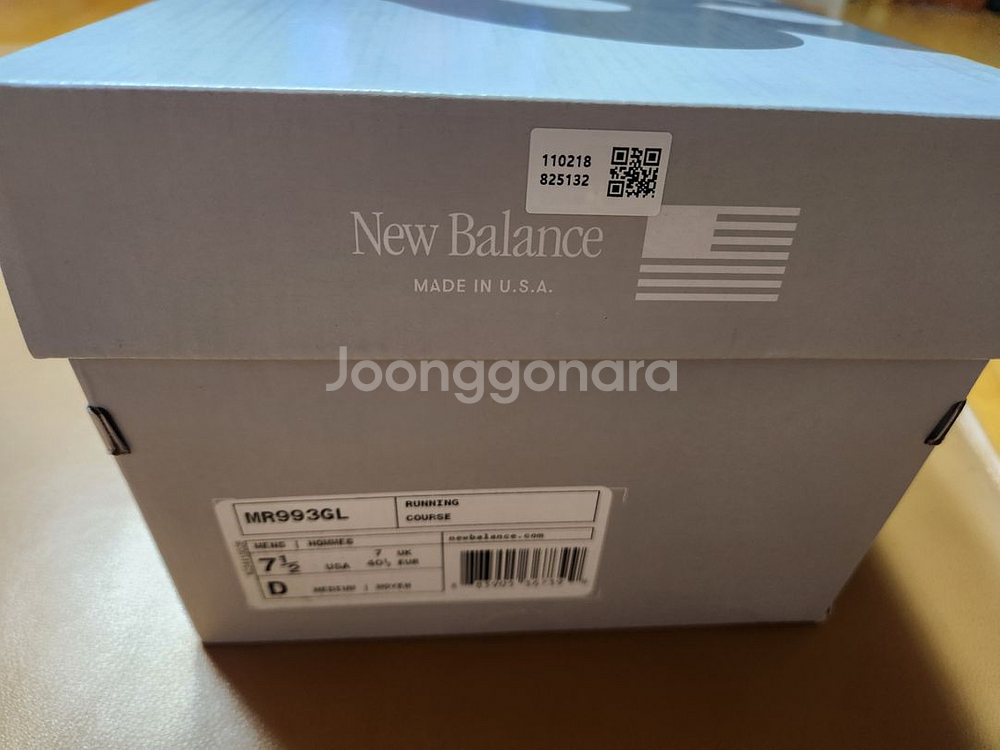 110218
825132
New Balance
MADE IN U.S.A.
Joonggonara
MR993GL
RUNNING
COURSE
MENS | HOMMES
newbalance.com
7½ USA
7 UK
40½ EUR
D MEDIUM | MOYEN